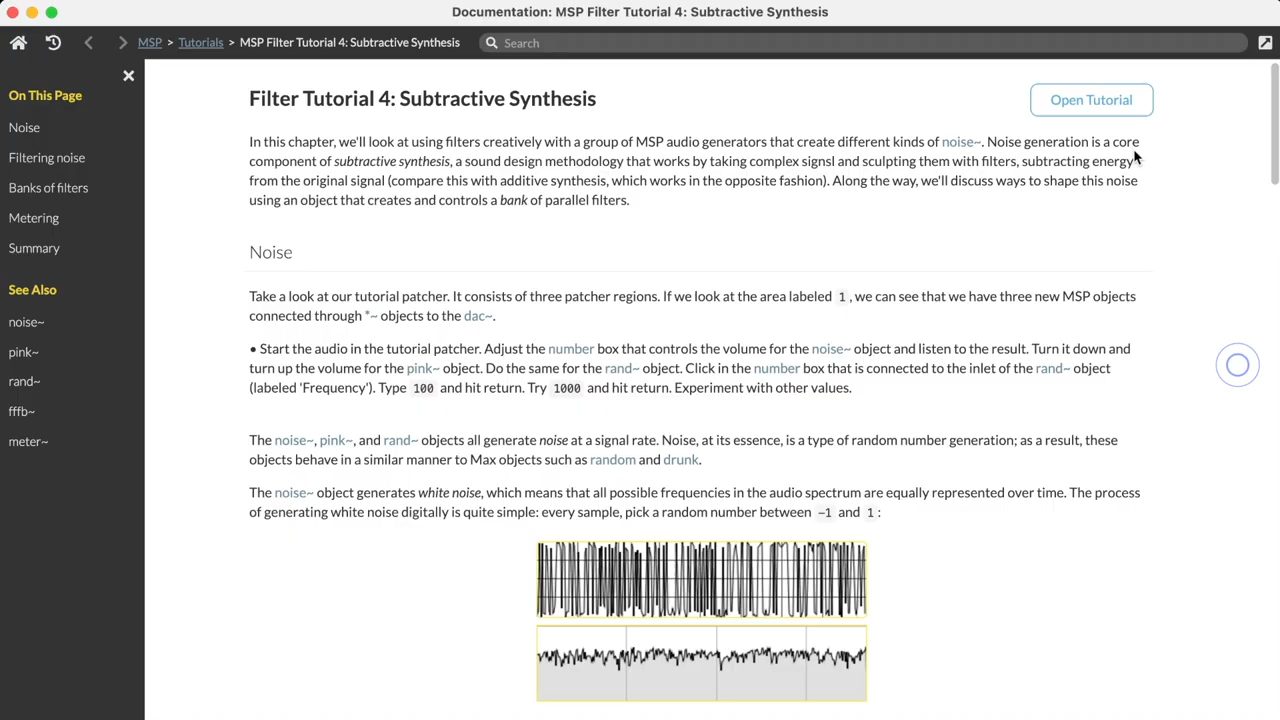 Documentation: MSP Filter Tutorial 4: Subtractive Synthesis
MSP > Tutorials > MSP Filter Tutorial 4: Subtractive Synthesis
Search
On This Page
Noise
Filtering noise
Banks of filters
Metering
Summary
See Also
noise~
pink~
rand~
fffb~
meter~
Filter Tutorial 4: Subtractive Synthesis
Open Tutorial
In this chapter, we'll look at using filters creatively with a group of MSP audio generators that create different kinds of noise~. Noise generation is a core
component of subtractive synthesis, a sound design methodology that works by taking complex signsl and sculpting them with filters, subtracting energy
from the original signal (compare this with additive synthesis, which works in the opposite fashion). Along the way, we'll discuss ways to shape this noise
using an object that creates and controls a bank of parallel filters.
Noise
Take a look at our tutorial patcher. It consists of three patcher regions. If we look at the area labeled 1, we can see that we have three new MSP objects
connected through *~ objects to the dac~.
• Start the audio in the tutorial patcher. Adjust the number box that controls the volume for the noise~ object and listen to the result. Turn it down and
turn up the volume for the pink~ object. Do the same for the rand~ object. Click in the number box that is connected to the inlet of the rand~ object
(labeled 'Frequency'). Type 100 and hit return. Try 1000 and hit return. Experiment with other values.
The noise~, pink~, and rand~ objects all generate noise at a signal rate. Noise, at its essence, is a type of random number generation; as a result, these
objects behave in a similar manner to Max objects such as random and drunk.
The noise~ object generates white noise, which means that all possible frequencies in the audio spectrum are equally represented over time. The process
of generating white noise digitally is quite simple: every sample, pick a random number between -1 and 1: